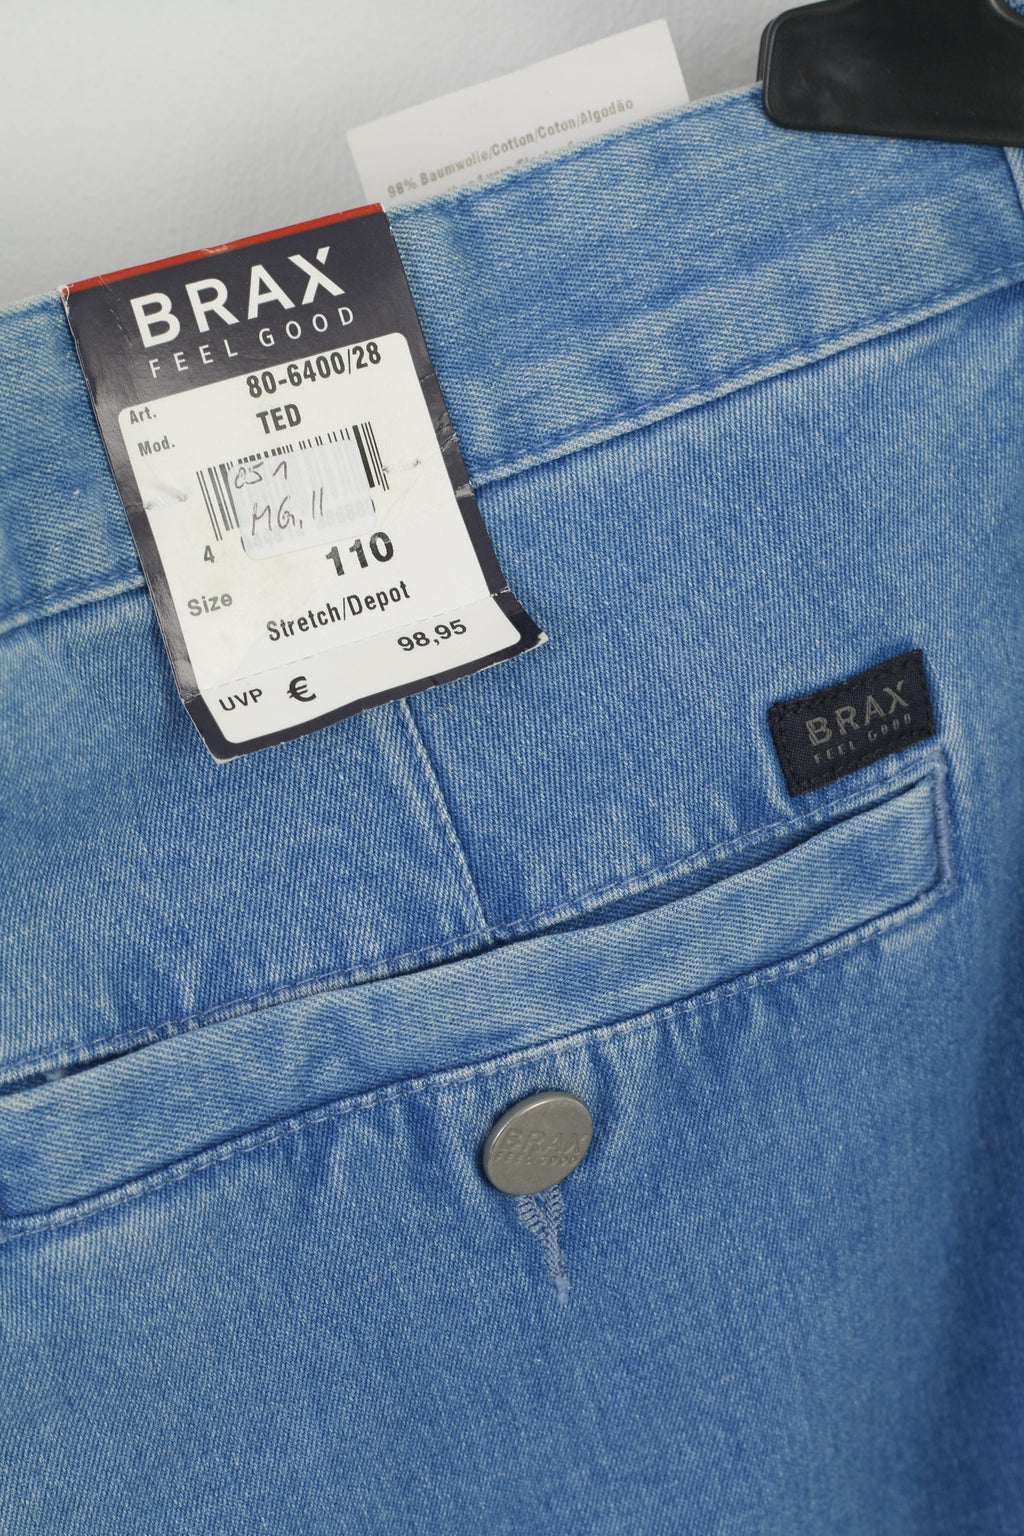 98% Baumwolle/Cotton/Coton/Algodão
BRAX
FEEL GOOD
Art. 80-6400/28
Mod. TED
051
MG. 11
4
Size 110
Stretch/Depot
UVP € 98,95
BRAX
FEEL GOOD
BRAX
FEEL GOOD